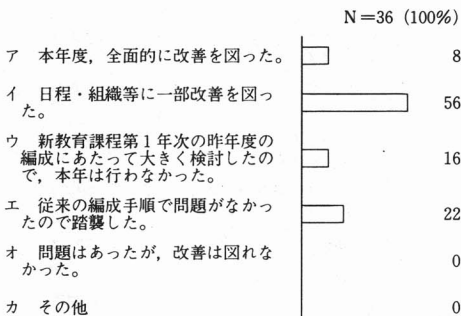 N=36 (100%)
ア 本年度,全面的に改善を図った。 8
イ 日程・組織等に一部改善を図っ
た。 56
ウ 新教育課程第1年次の昨年度の
編成にあたって大きく検討したの
で,本年は行わなかった。 16
エ 従来の編成手順で問題がなかっ
たので踏襲した。 22
オ 問題はあったが,改善は図れな
かった。 0
カ その他 0